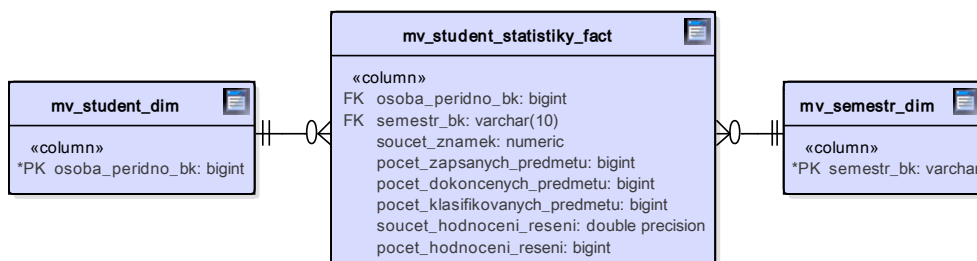 mv_student_dim
«column»
*PK osoba_peridno_bk: bigint
mv_student_statistiky_fact
«column»
FK osoba_peridno_bk: bigint
FK semestr_bk: varchar(10)
soucet_znamek: numeric
pocet_zapsanych_predmetu: bigint
pocet_dokoncenych_predmetu: bigint
pocet_klasifikovanych_predmetu: bigint
soucet_hodnoceni_reseni: double precision
pocet_hodnoceni_reseni: bigint
mv_semestr_dim
«column»
*PK semestr_bk: varchar